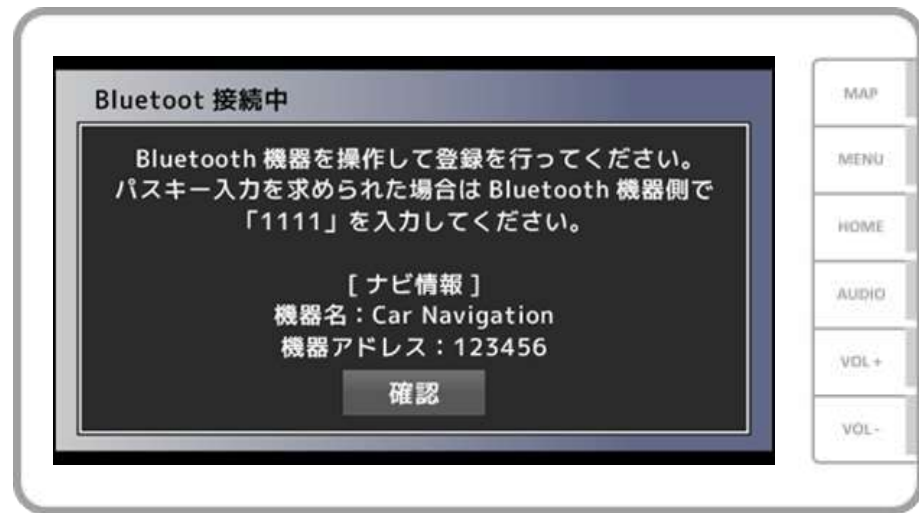 Bluetoot 接続中
Bluetooth 機器を操作して登録を行ってください。
パスキー入力を求められた場合は Bluetooth 機器側で
「1111」を入力してください。
[ ナビ情報 ]
機器名：Car Navigation
機器アドレス：123456
確認
MAP
MENU
HOME
AUDIO
VOL +
VOL -